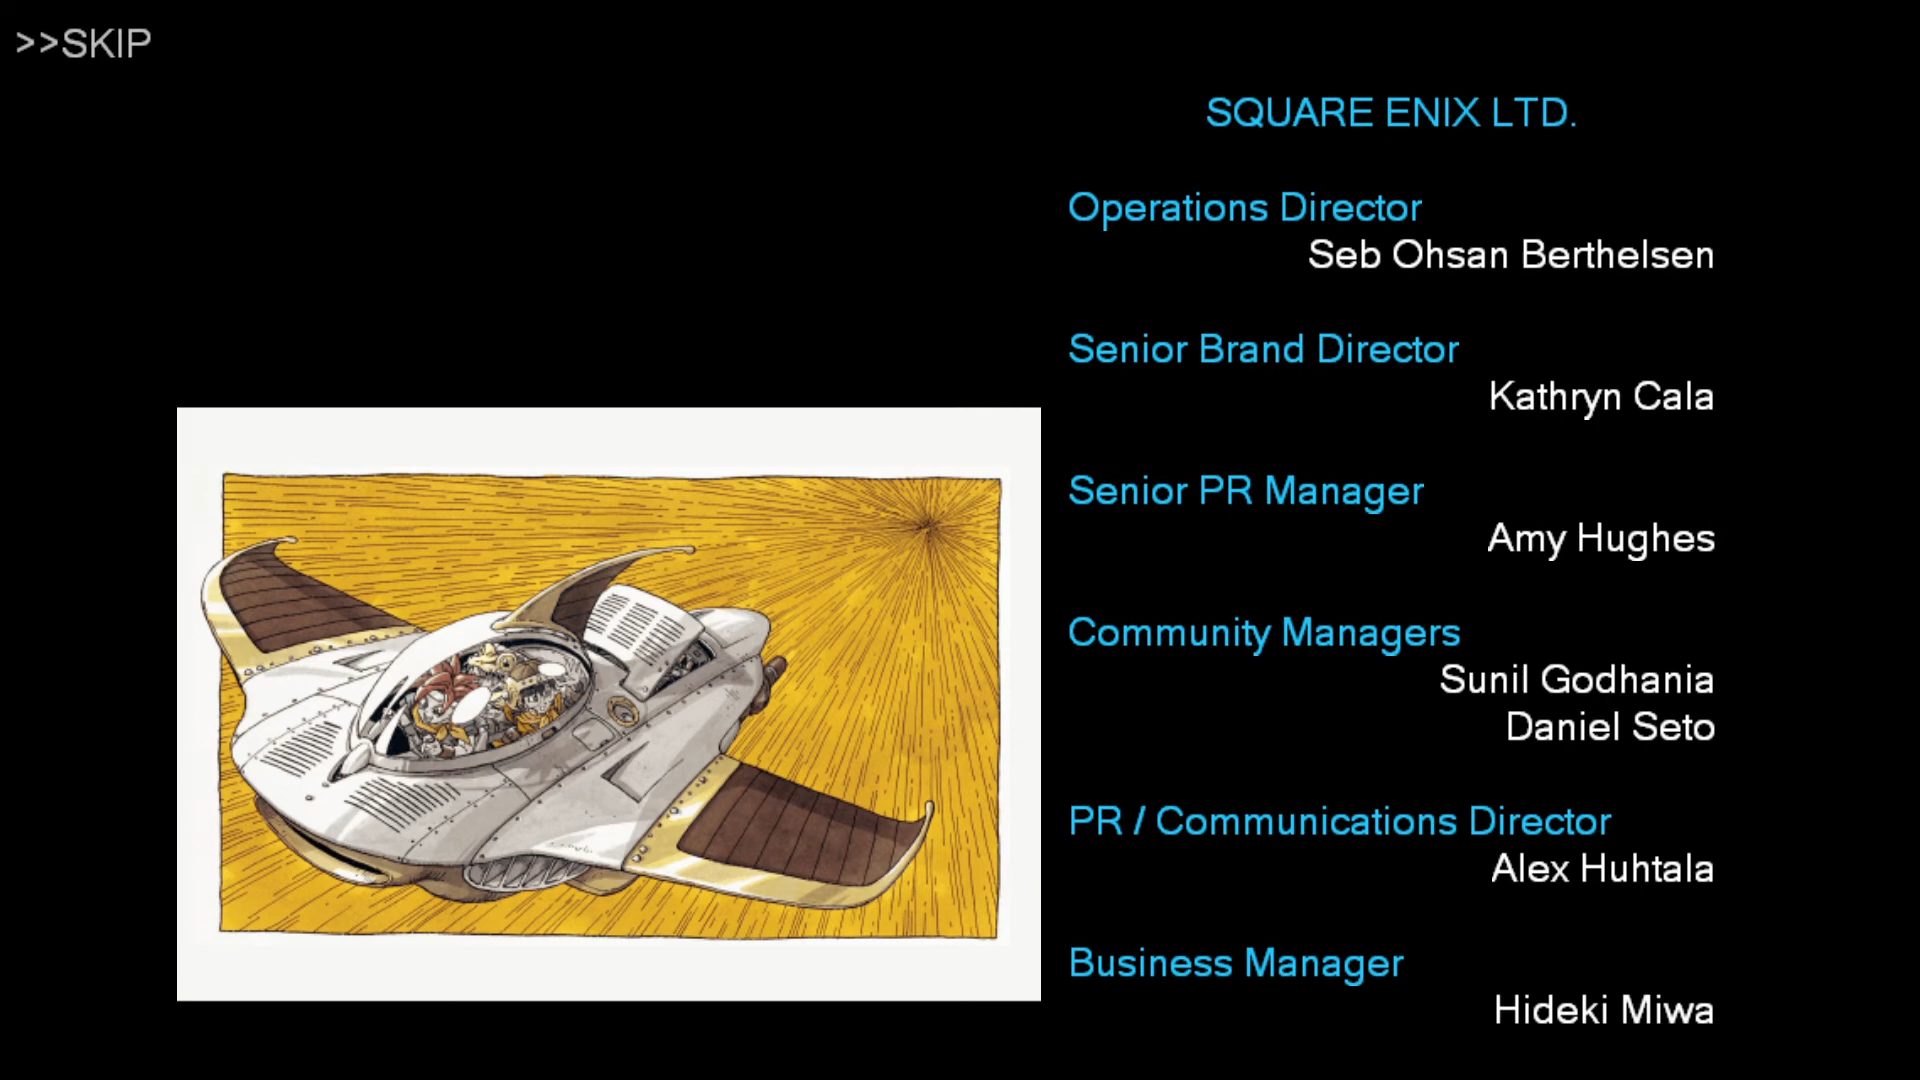 >>SKIP
SQUARE ENIX LTD.
Operations Director
Seb Ohsan Berthelsen
Senior Brand Director
Kathryn Cala
Senior PR Manager
Amy Hughes
Community Managers
Sunil Godhania
Daniel Seto
PR / Communications Director
Alex Huhtala
Business Manager
Hideki Miwa